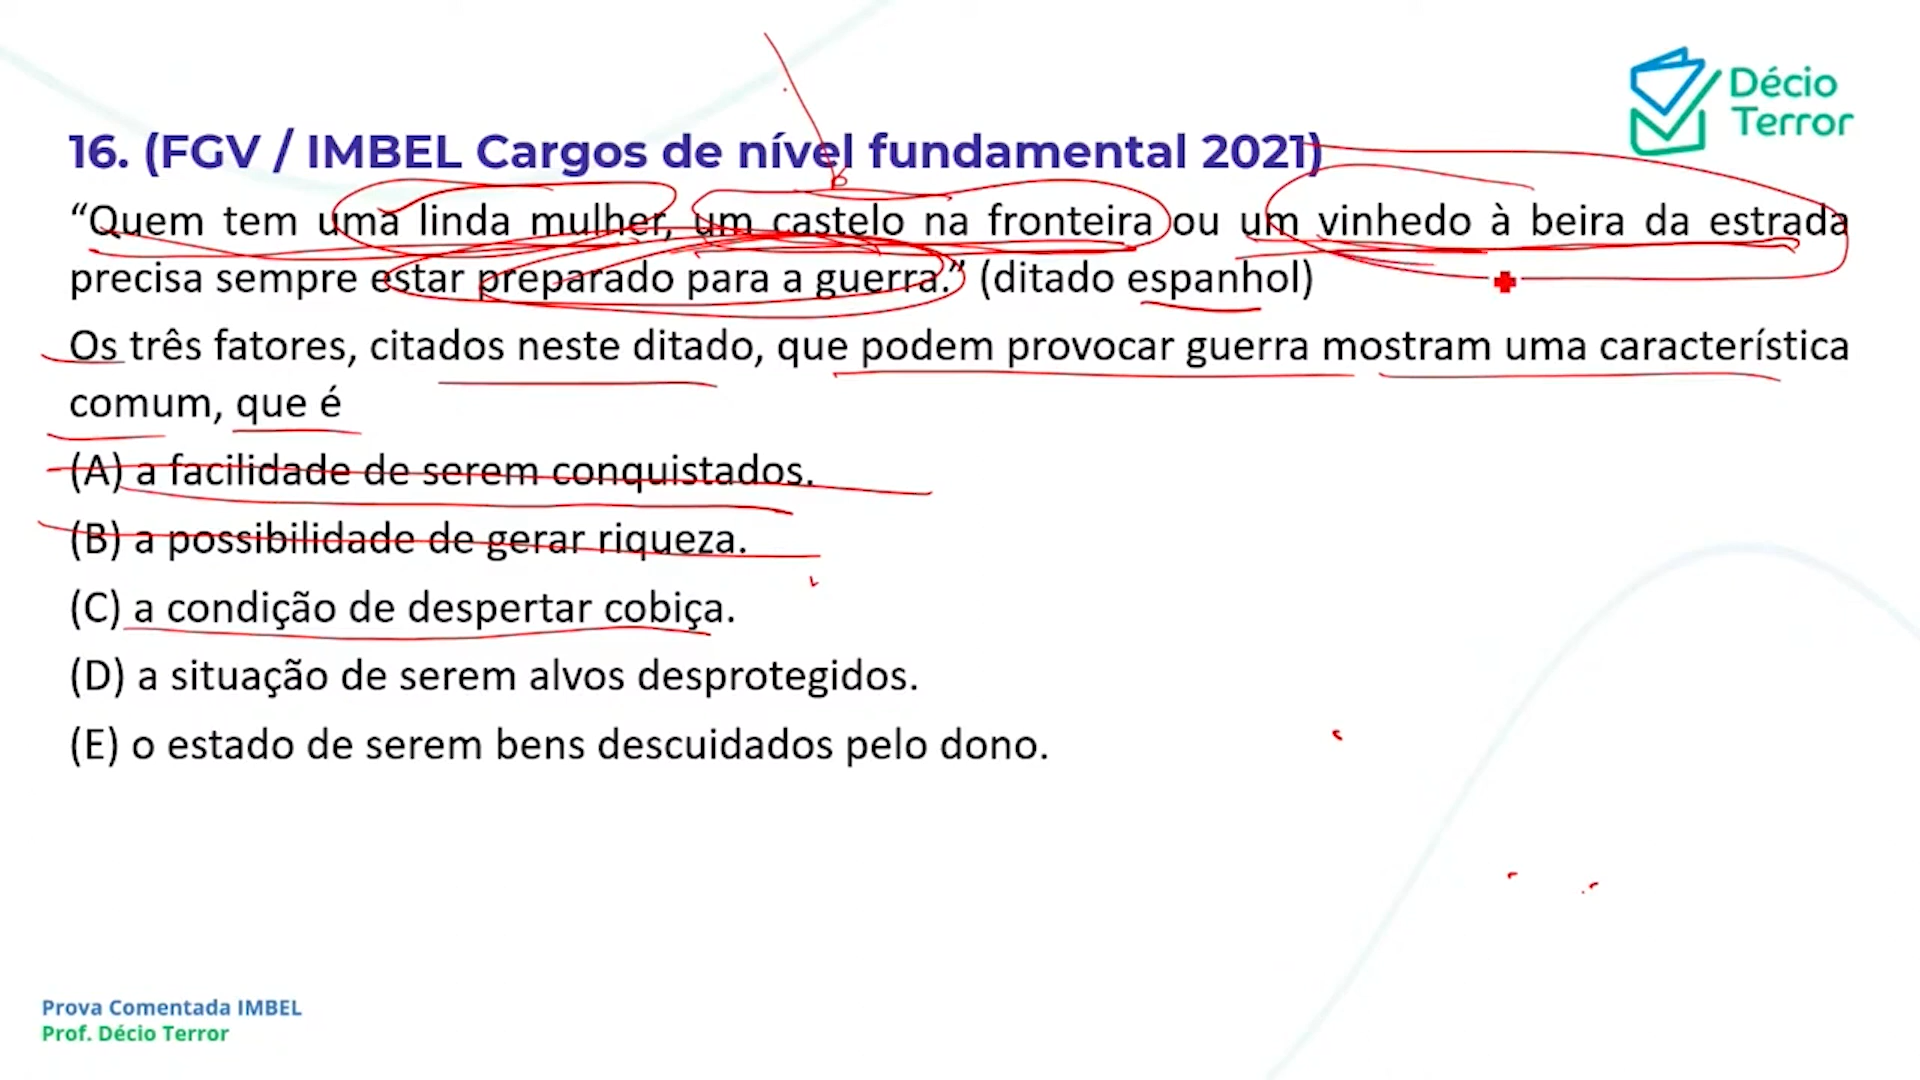 Décio
Terror
16. (FGV / IMBEL Cargos de nível fundamental 2021)
“Quem tem uma linda mulher, um castelo na fronteira ou um vinhedo à beira da estrada
precisa sempre estar preparado para a guerra.” (ditado espanhol)
Os três fatores, citados neste ditado, que podem provocar guerra mostram uma característica
comum, que é
(A) a facilidade de serem conquistados.
(B) a possibilidade de gerar riqueza.
(C) a condição de despertar cobiça.
(D) a situação de serem alvos desprotegidos.
(E) o estado de serem bens descuidados pelo dono.
Prova Comentada IMBEL
Prof. Décio Terror